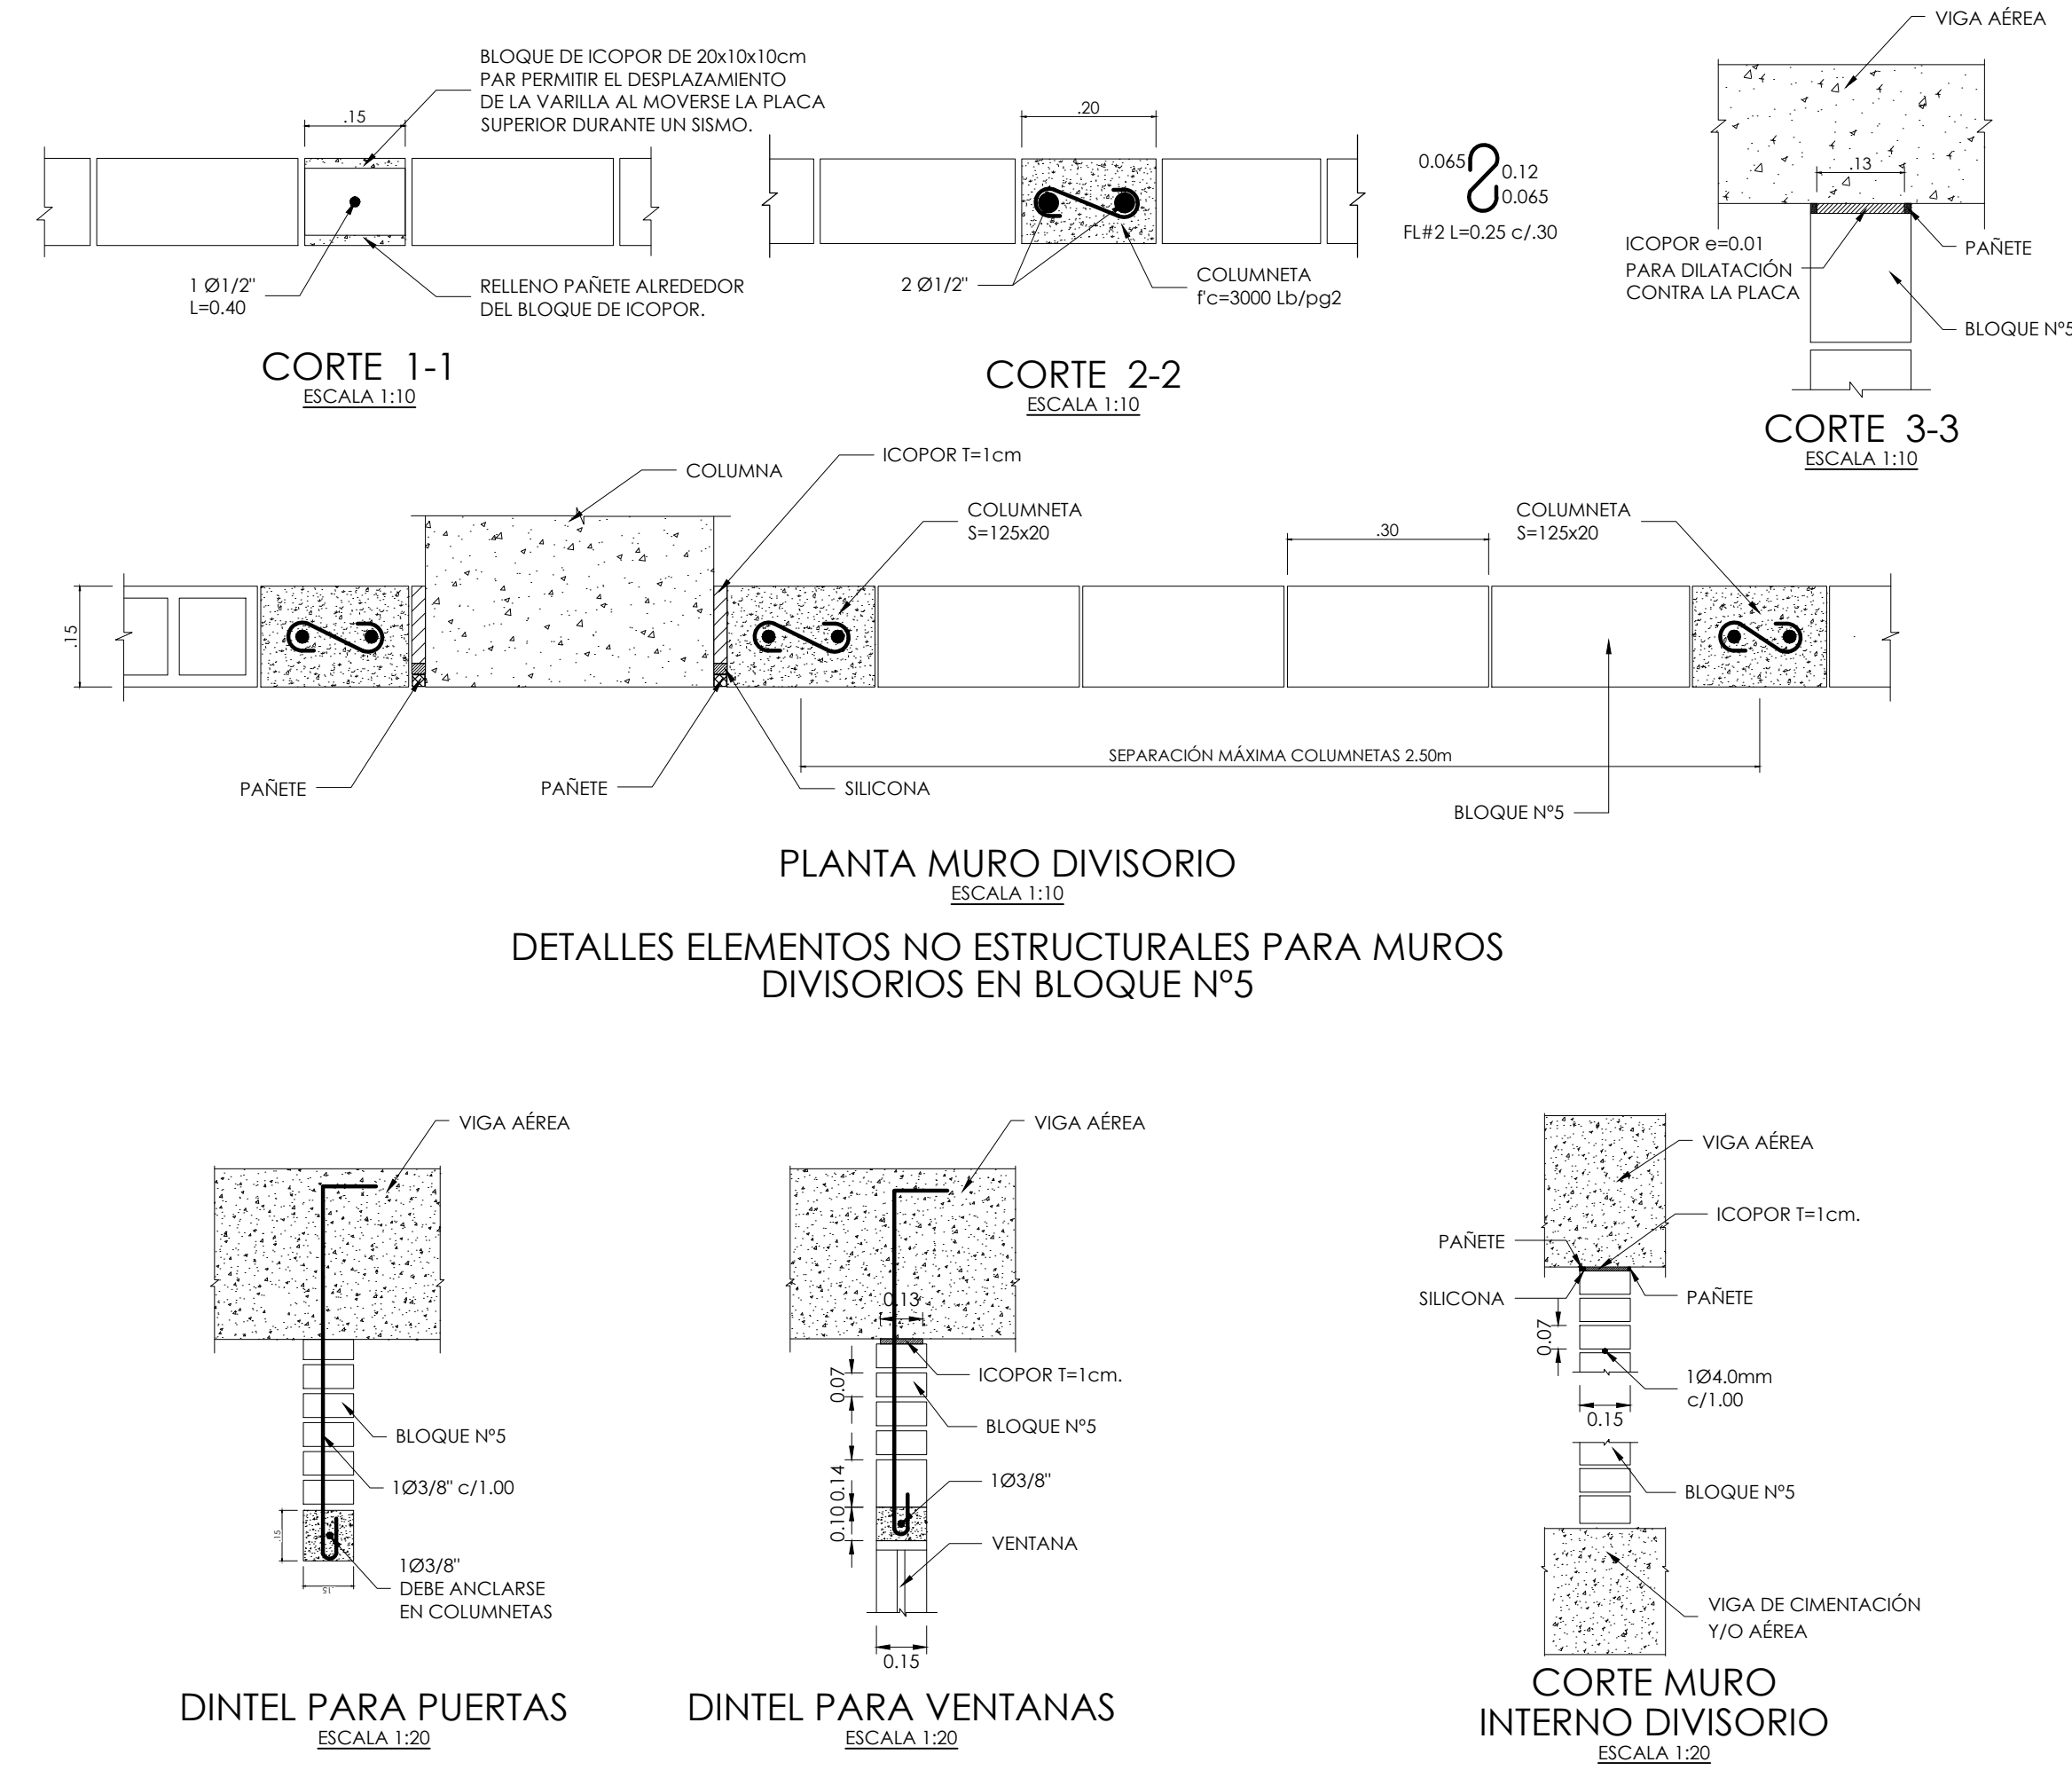 BLOQUE DE ICOPOR DE 20x10x10cm
PAR PERMITIR EL DESPLAZAMIENTO
DE LA VARILLA AL MOVERSE LA PLACA
SUPERIOR DURANTE UN SISMO.
.15
1 Ø1/2"
L=0.40
RELLENO PAÑETE ALREDEDOR
DEL BLOQUE DE ICOPOR.
CORTE 1-1
ESCALA 1:10
.20
2 Ø1/2"
COLUMNETA
f'c=3000 Lb/pg2
CORTE 2-2
ESCALA 1:10
0.065
0.12
0.065
FL#2 L=0.25 c/.30
VIGA AÉREA
.13
ICOPOR e=0.01
PARA DILATACIÓN
CONTRA LA PLACA
PAÑETE
BLOQUE Nº5
CORTE 3-3
ESCALA 1:10
COLUMNA
ICOPOR T=1cm
COLUMNETA
S=125x20
.30
COLUMNETA
S=125x20
.15
SEPARACIÓN MÁXIMA COLUMNETAS 2.50m
PAÑETE
PAÑETE
SILICONA
BLOQUE Nº5
PLANTA MURO DIVISORIO
ESCALA 1:10
DETALLES ELEMENTOS NO ESTRUCTURALES PARA MUROS
DIVISORIOS EN BLOQUE Nº5
VIGA AÉREA
BLOQUE Nº5
1Ø3/8" c/1.00
.15
.15
1Ø3/8"
DEBE ANCLARSE
EN COLUMNETAS
DINTEL PARA PUERTAS
ESCALA 1:20
VIGA AÉREA
0.13
ICOPOR T=1cm.
0.07
BLOQUE Nº5
0.14
1Ø3/8"
0.10
VENTANA
0.15
DINTEL PARA VENTANAS
ESCALA 1:20
VIGA AÉREA
ICOPOR T=1cm.
PAÑETE
SILICONA
PAÑETE
0.07
1Ø4.0mm
c/1.00
0.15
BLOQUE Nº5
VIGA DE CIMENTACIÓN
Y/O AÉREA
CORTE MURO
INTERNO DIVISORIO
ESCALA 1:20